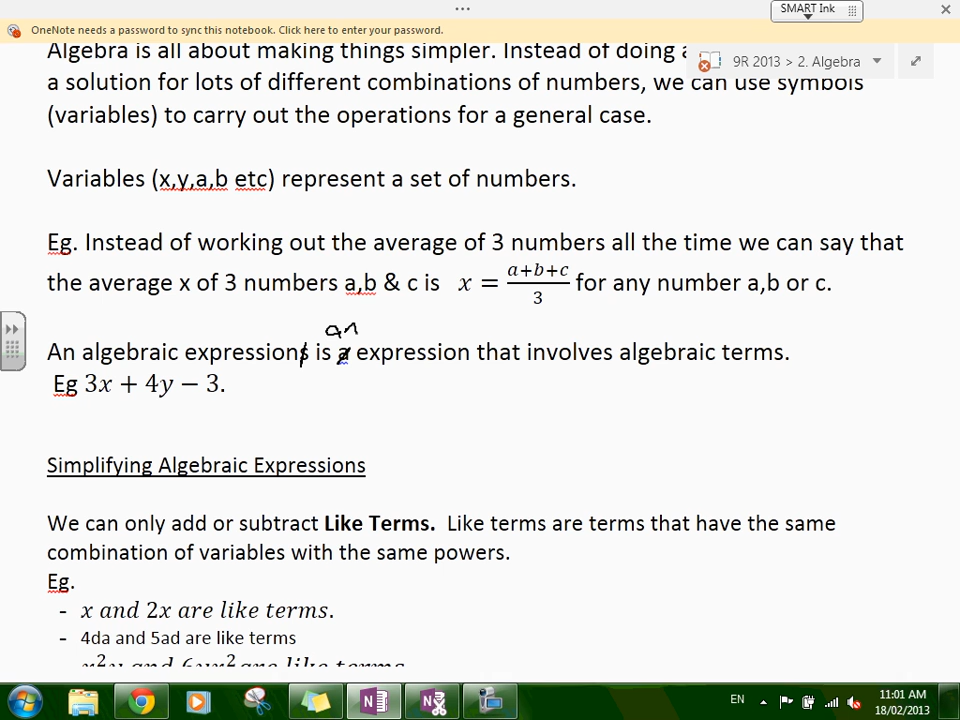 SMART Ink
OneNote needs a password to sync this notebook. Click here to enter your password.
Algebra is all about making things simpler. Instead of doing a
9R 2013 > 2. Algebra
a solution for lots of different combinations of numbers, we can use symbols
(variables) to carry out the operations for a general case.
Variables (x,y,a,b etc) represent a set of numbers.
Eg. Instead of working out the average of 3 numbers all the time we can say that
the average x of 3 numbers a,b & c is x = (a+b+c)/3 for any number a,b or c.
an
An algebraic expressions is a expression that involves algebraic terms.
Eg 3x + 4y − 3.
Simplifying Algebraic Expressions
We can only add or subtract Like Terms. Like terms are terms that have the same
combination of variables with the same powers.
Eg.
- x and 2x are like terms.
- 4da and 5ad are like terms
- x²y and 6yx² are like terms
EN
11:01 AM
18/02/2013